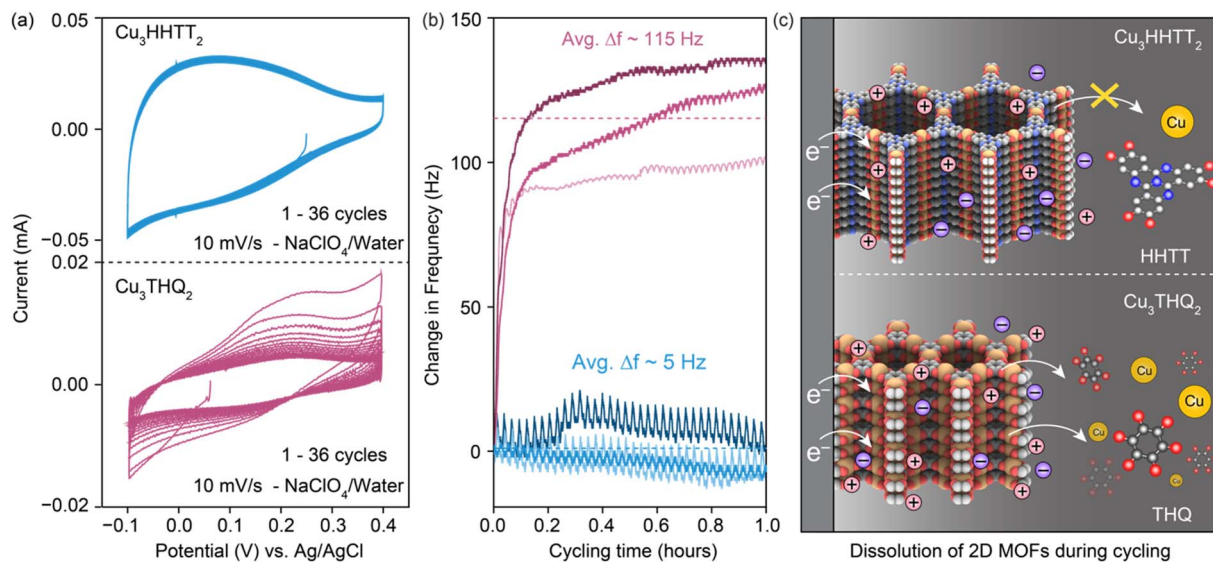 (a)
Cu₃HHTT₂
0.00
1 - 36 cycles
−0.05
10 mV/s - NaClO₄/Water
0.02
Cu₃THQ₂
0.00
1 - 36 cycles
10 mV/s - NaClO₄/Water
−0.02
−0.1 0.0 0.1 0.2 0.3 0.4
Potential (V) vs. Ag/AgCl
Current (mA)
(b)
150
Avg. Δf ~ 115 Hz
100
50
Avg. Δf ~ 5 Hz
0
0.0 0.2 0.4 0.6 0.8 1.0
Cycling time (hours)
Change in Frequnecy (Hz)
(c)
Cu₃HHTT₂
Cu
e⁻
e⁻
HHTT
Cu₃THQ₂
Cu
Cu
e⁻
Cu
e⁻
Cu
THQ
Dissolution of 2D MOFs during cycling